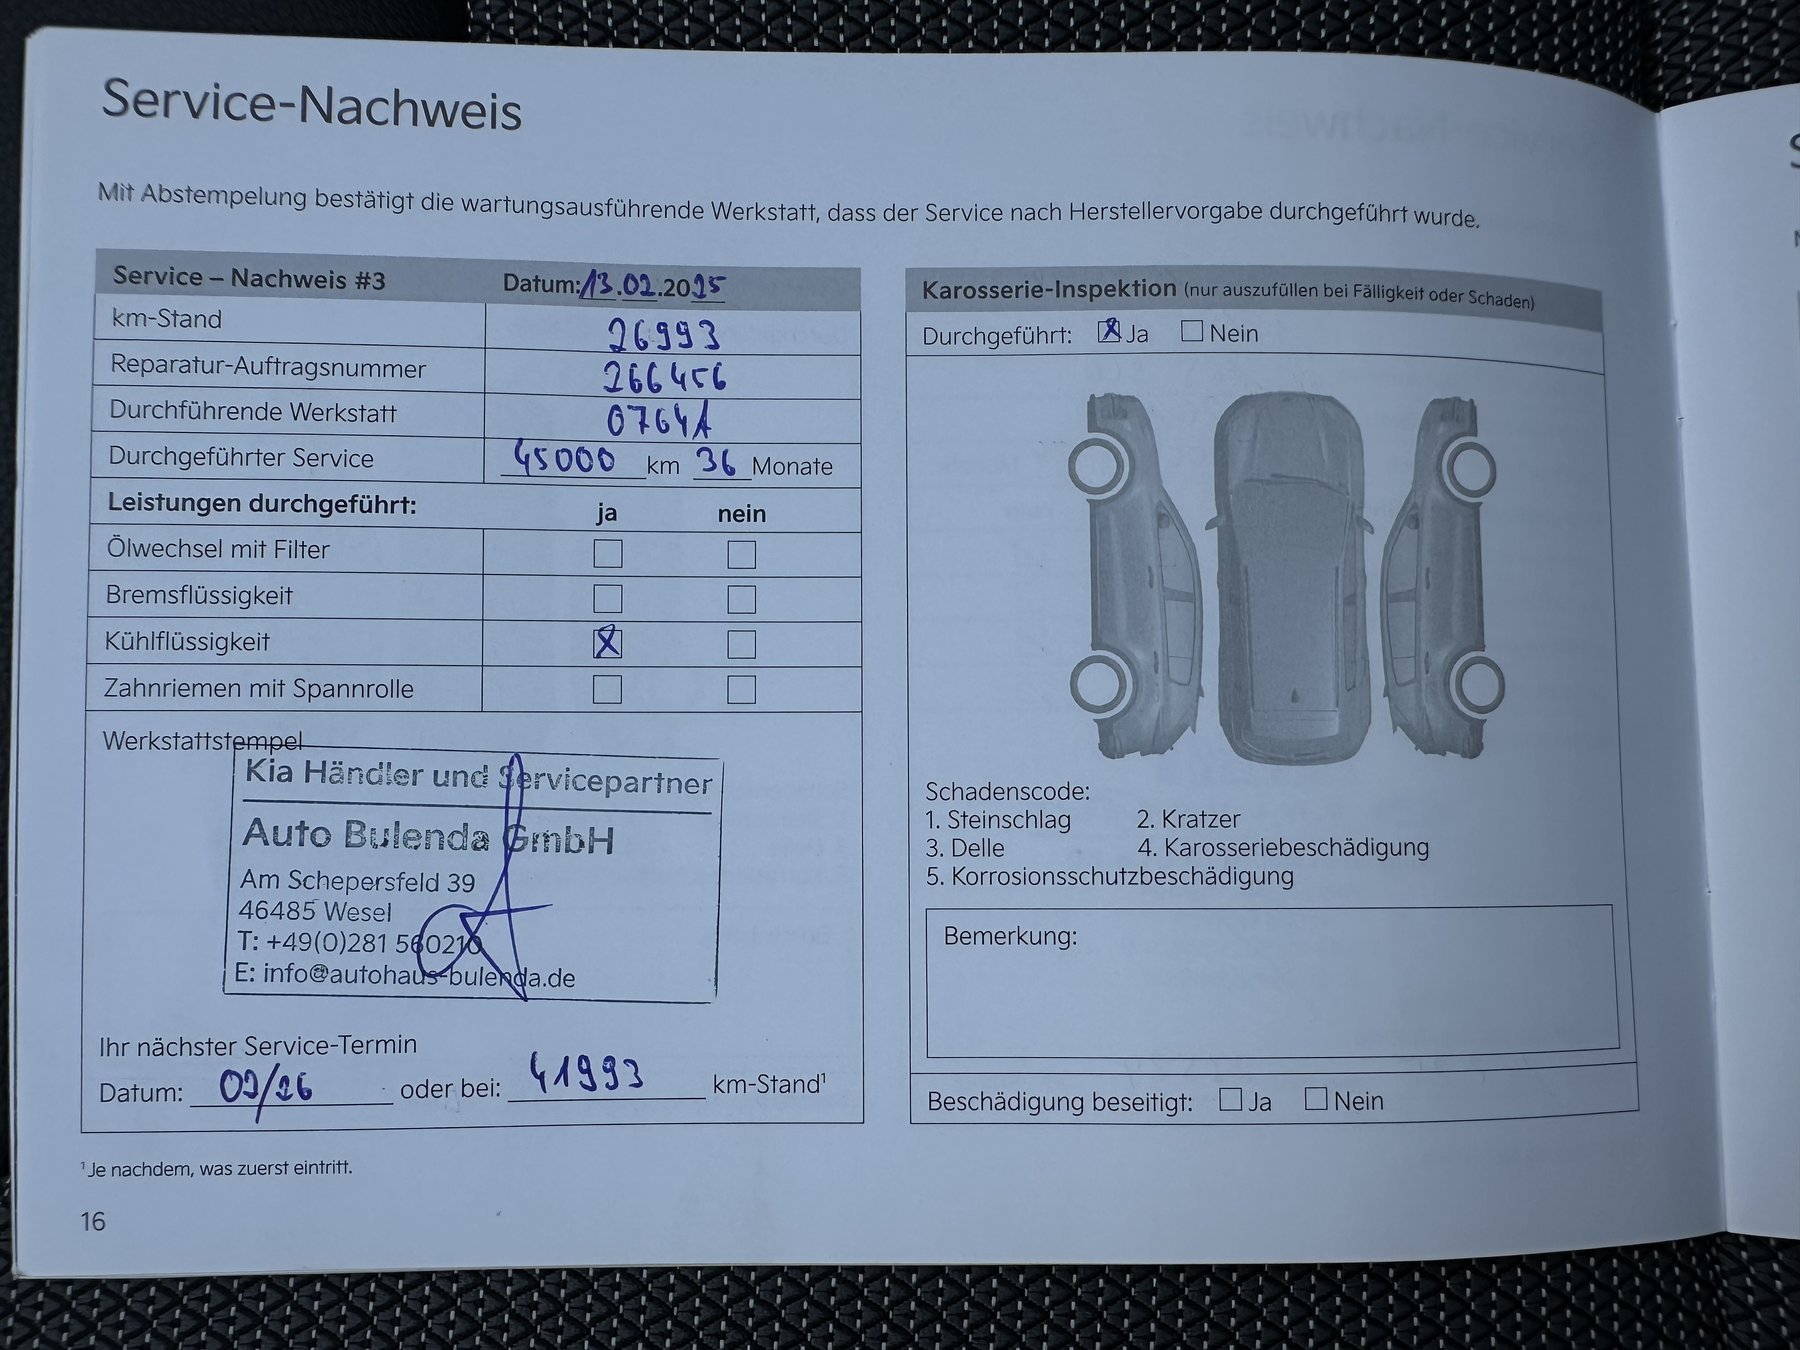 Service-Nachweis
Mit Abstempelung bestätigt die wartungsausführende Werkstatt, dass der Service nach Herstellervorgabe durchgeführt wurde.
Service – Nachweis #3 Datum: 13.02.2025
km-Stand 26993
Reparatur-Auftragsnummer 266456
Durchführende Werkstatt 0764A
Durchgeführter Service 45000 km 36 Monate
Leistungen durchgeführt: ja nein
Ölwechsel mit Filter
Bremsflüssigkeit
Kühlflüssigkeit X
Zahnriemen mit Spannrolle
Werkstattstempel
Kia Händler und Servicepartner
Auto Bulenda GmbH
Am Schepersfeld 39
46485 Wesel
T: +49(0)281 560210
E: info@autohaus-bulenda.de
Ihr nächster Service-Termin
Datum: 02/26 oder bei: 41993 km-Stand¹
¹Je nachdem, was zuerst eintritt.
16
Karosserie-Inspektion (nur auszufüllen bei Fälligkeit oder Schaden)
Durchgeführt: X Ja Nein
Schadenscode:
1. Steinschlag 2. Kratzer
3. Delle 4. Karosseriebeschädigung
5. Korrosionsschutzbeschädigung
Bemerkung:
Beschädigung beseitigt: Ja Nein